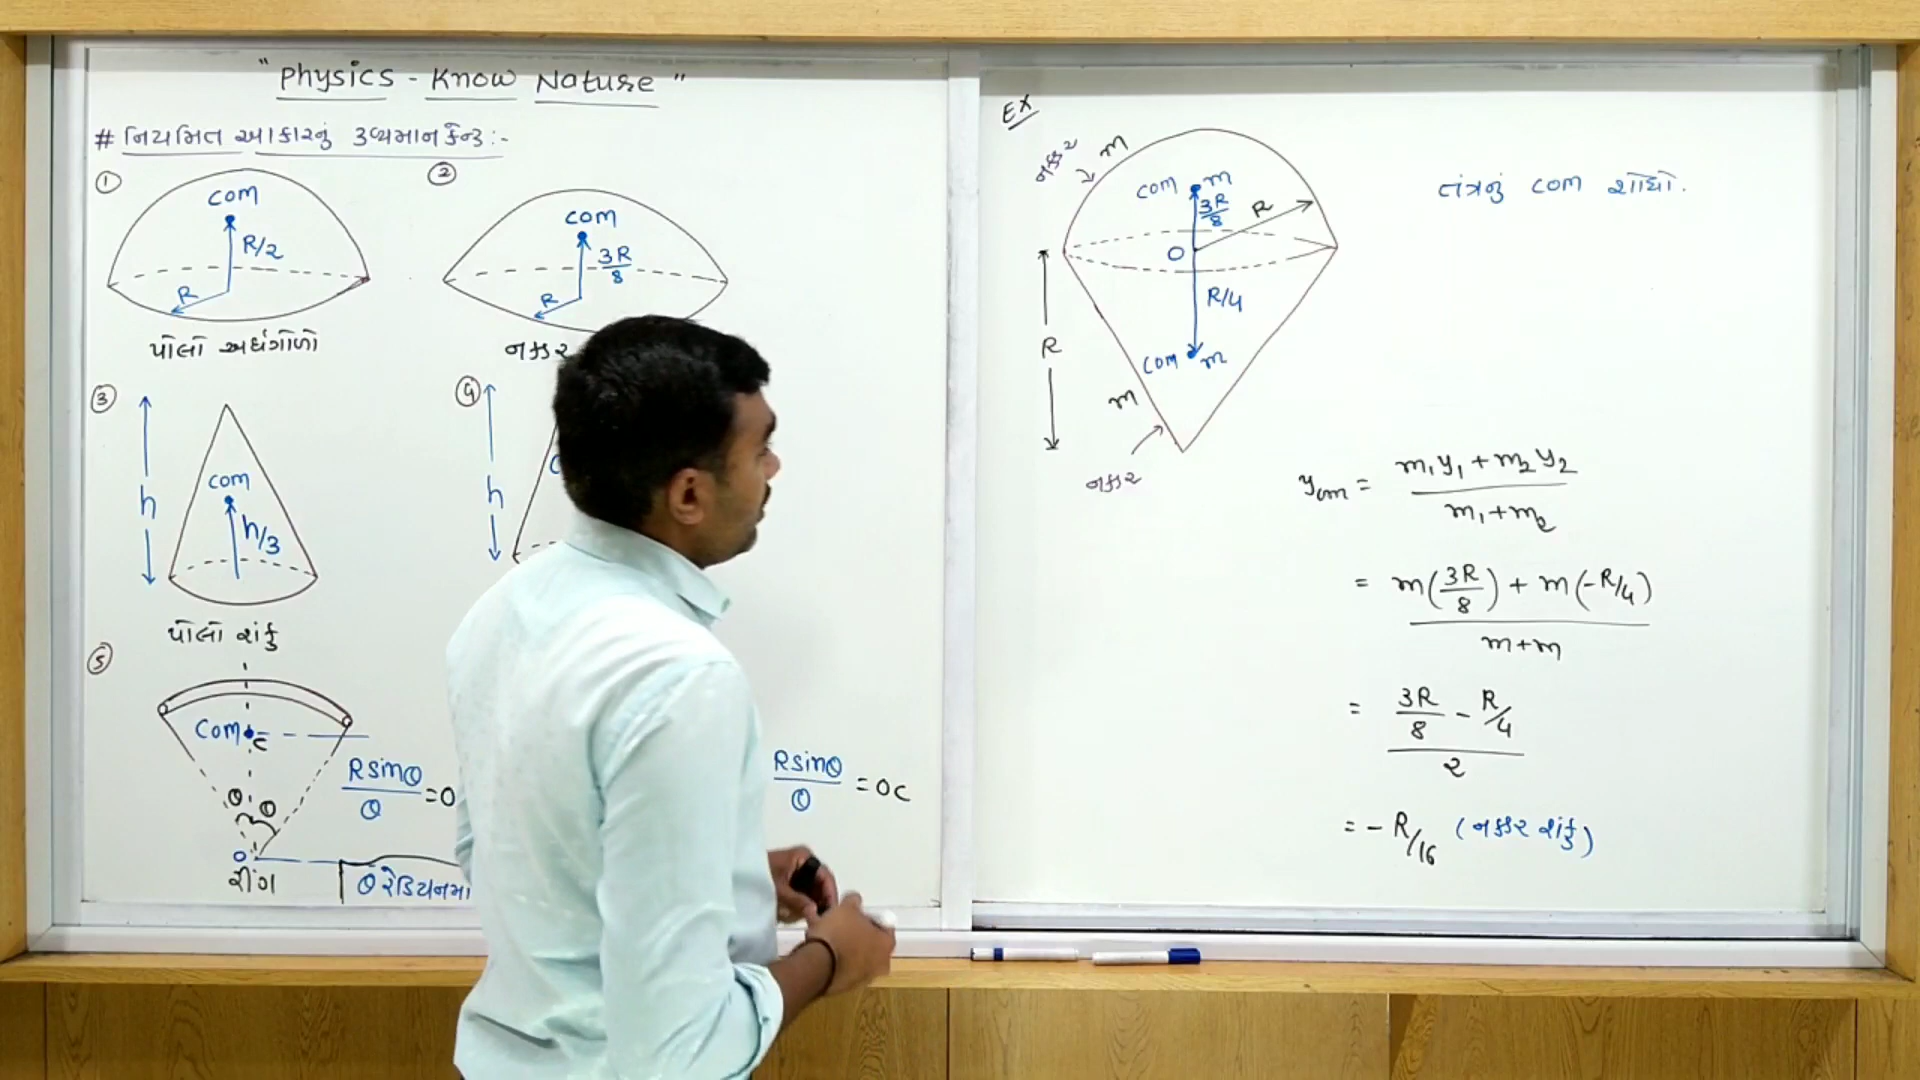 "Physics - Know Nature"
# નિયમિત આકારનું દ્રવ્યમાન કેન્દ્ર :-
①
com
R/2
R
પોલો અર્ધગોળો
②
com
3R/8
R
નક્કર
③
h
com
h/3
પોલો શંકુ
④
h
⑤
com
c
θ θ
O
રીંગ
Rsinθ/θ = O
θ રેડિયનમા
Rsinθ/θ = OC
EX
નક્કર
m
com m
3R/8
R
O
R/4
R
com m
m
નક્કર
તંત્રનું com શોધો.
ycm = m₁y₁ + m₂y₂ / m₁+m₂
= m(3R/8) + m(-R/4) / m+m
= 3R/8 - R/4 / 2
= - R/16 (નક્કર શંકુ)